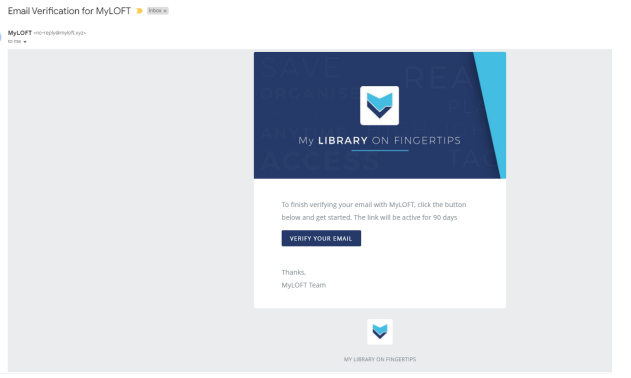 Email Verification for MyLOFT
Inbox x
MyLOFT <no-reply@myloft.xyz>
to me
SAVE
READ
ORGANISE
ACCESS
TAG
My LIBRARY ON FINGERTIPS
To finish verifying your email with MyLOFT, click the button
below and get started. The link will be active for 90 days
VERIFY YOUR EMAIL
Thanks,
MyLOFT Team
MY LIBRARY ON FINGERTIPS